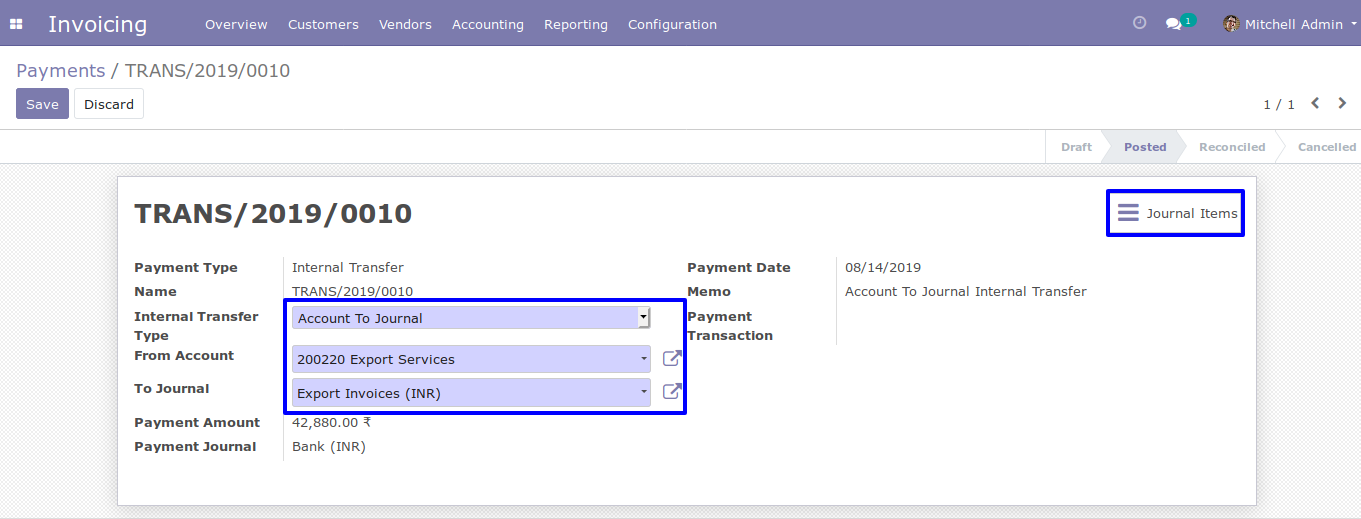 Invoicing Overview Customers Vendors Accounting Reporting Configuration 1 Mitchell Admin
Payments / TRANS/2019/0010
Save Discard 1 / 1
Draft Posted Reconciled Cancelled
TRANS/2019/0010 Journal Items
Payment Type Internal Transfer Payment Date 08/14/2019
Name TRANS/2019/0010 Memo Account To Journal Internal Transfer
Internal Transfer Type Account To Journal Payment Transaction
From Account 200220 Export Services
To Journal Export Invoices (INR)
Payment Amount 42,880.00 ₹
Payment Journal Bank (INR)